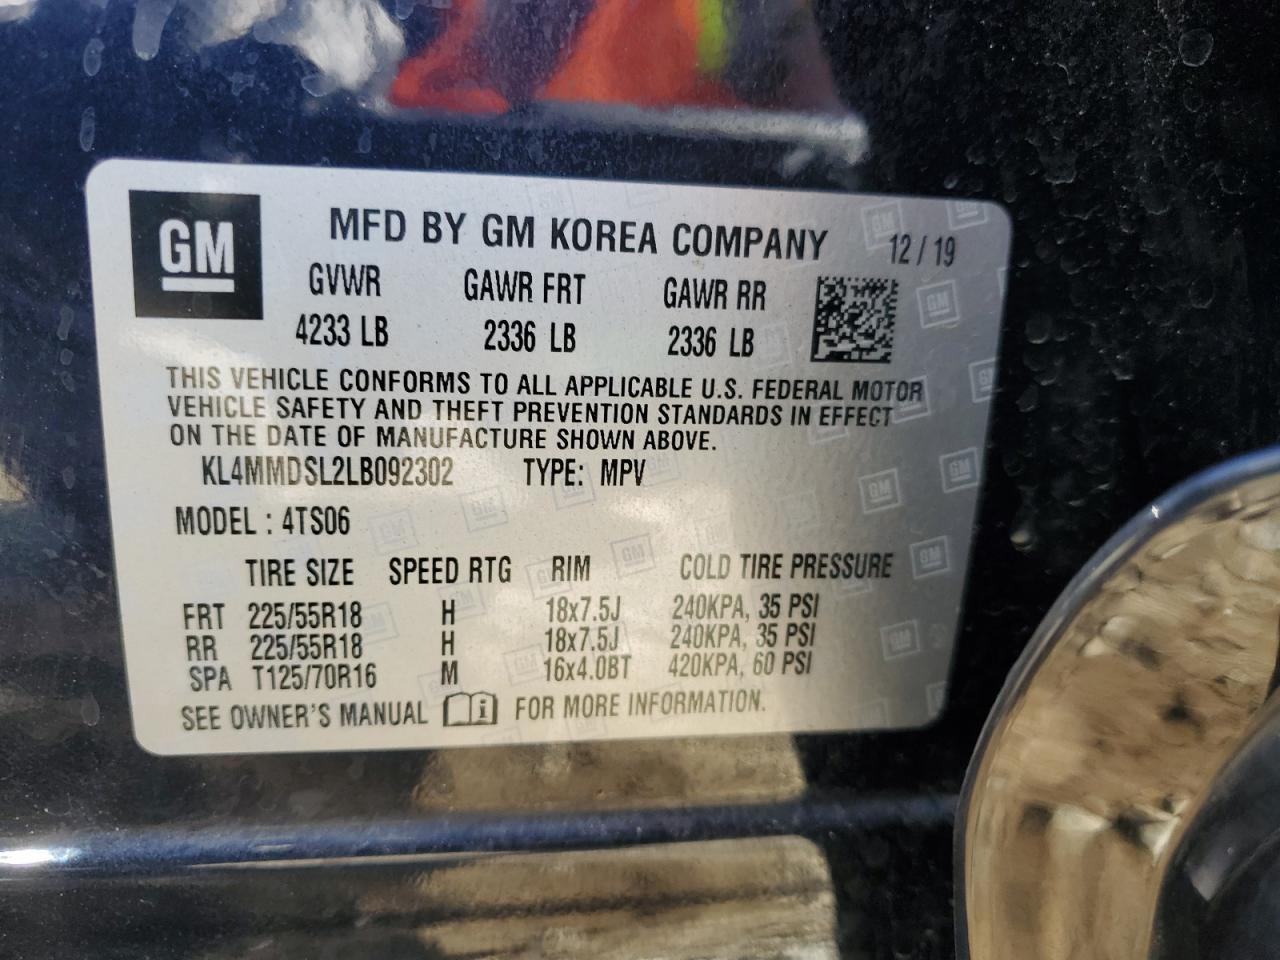 GM
MFD BY GM KOREA COMPANY 12/19
GVWR GAWR FRT GAWR RR
4233 LB 2336 LB 2336 LB
THIS VEHICLE CONFORMS TO ALL APPLICABLE U.S. FEDERAL MOTOR
VEHICLE SAFETY AND THEFT PREVENTION STANDARDS IN EFFECT
ON THE DATE OF MANUFACTURE SHOWN ABOVE.
KL4MMDSL2LB092302 TYPE: MPV
MODEL : 4TS06
TIRE SIZE SPEED RTG RIM COLD TIRE PRESSURE
FRT 225/55R18 H 18x7.5J 240KPA, 35 PSI
RR 225/55R18 H 18x7.5J 240KPA, 35 PSI
SPA T125/70R16 M 16x4.0BT 420KPA, 60 PSI
SEE OWNER'S MANUAL i FOR MORE INFORMATION.